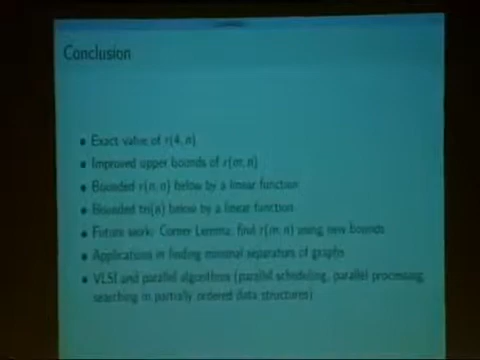 Conclusion
Exact value of r(4, n)
Improved upper bounds of r(m, n)
Bounded r(n, n) below by a linear function
Bounded tri(n) below by a linear function
Future work: Corner Lemma; find r(m, n) using new bounds
Applications in finding minimal separators of graphs
VLSI and parallel algorithms (parallel scheduling, parallel processing,
searching in partially ordered data structures)